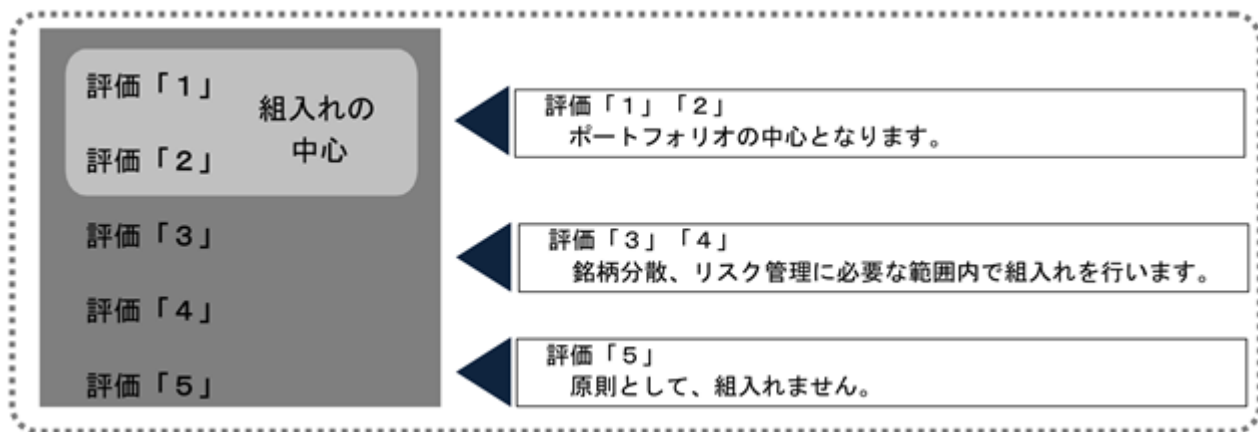 評価「１」
組入れの
中心
評価「２」
評価「３」
評価「４」
評価「５」
評価「１」「２」
ポートフォリオの中心となります。
評価「３」「４」
銘柄分散、リスク管理に必要な範囲内で組入れを行います。
評価「５」
原則として、組入れません。